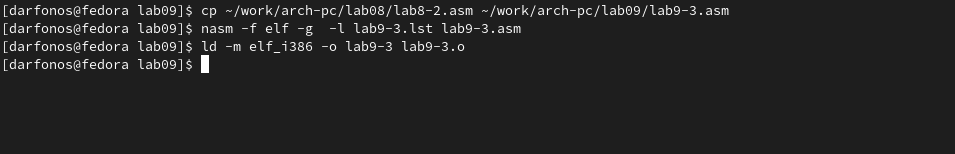 [darfonos@fedora lab09]$ cp ~/work/arch-pc/lab08/lab8-2.asm ~/work/arch-pc/lab09/lab9-3.asm
[darfonos@fedora lab09]$ nasm -f elf -g  -l lab9-3.lst lab9-3.asm
[darfonos@fedora lab09]$ ld -m elf_i386 -o lab9-3 lab9-3.o
[darfonos@fedora lab09]$